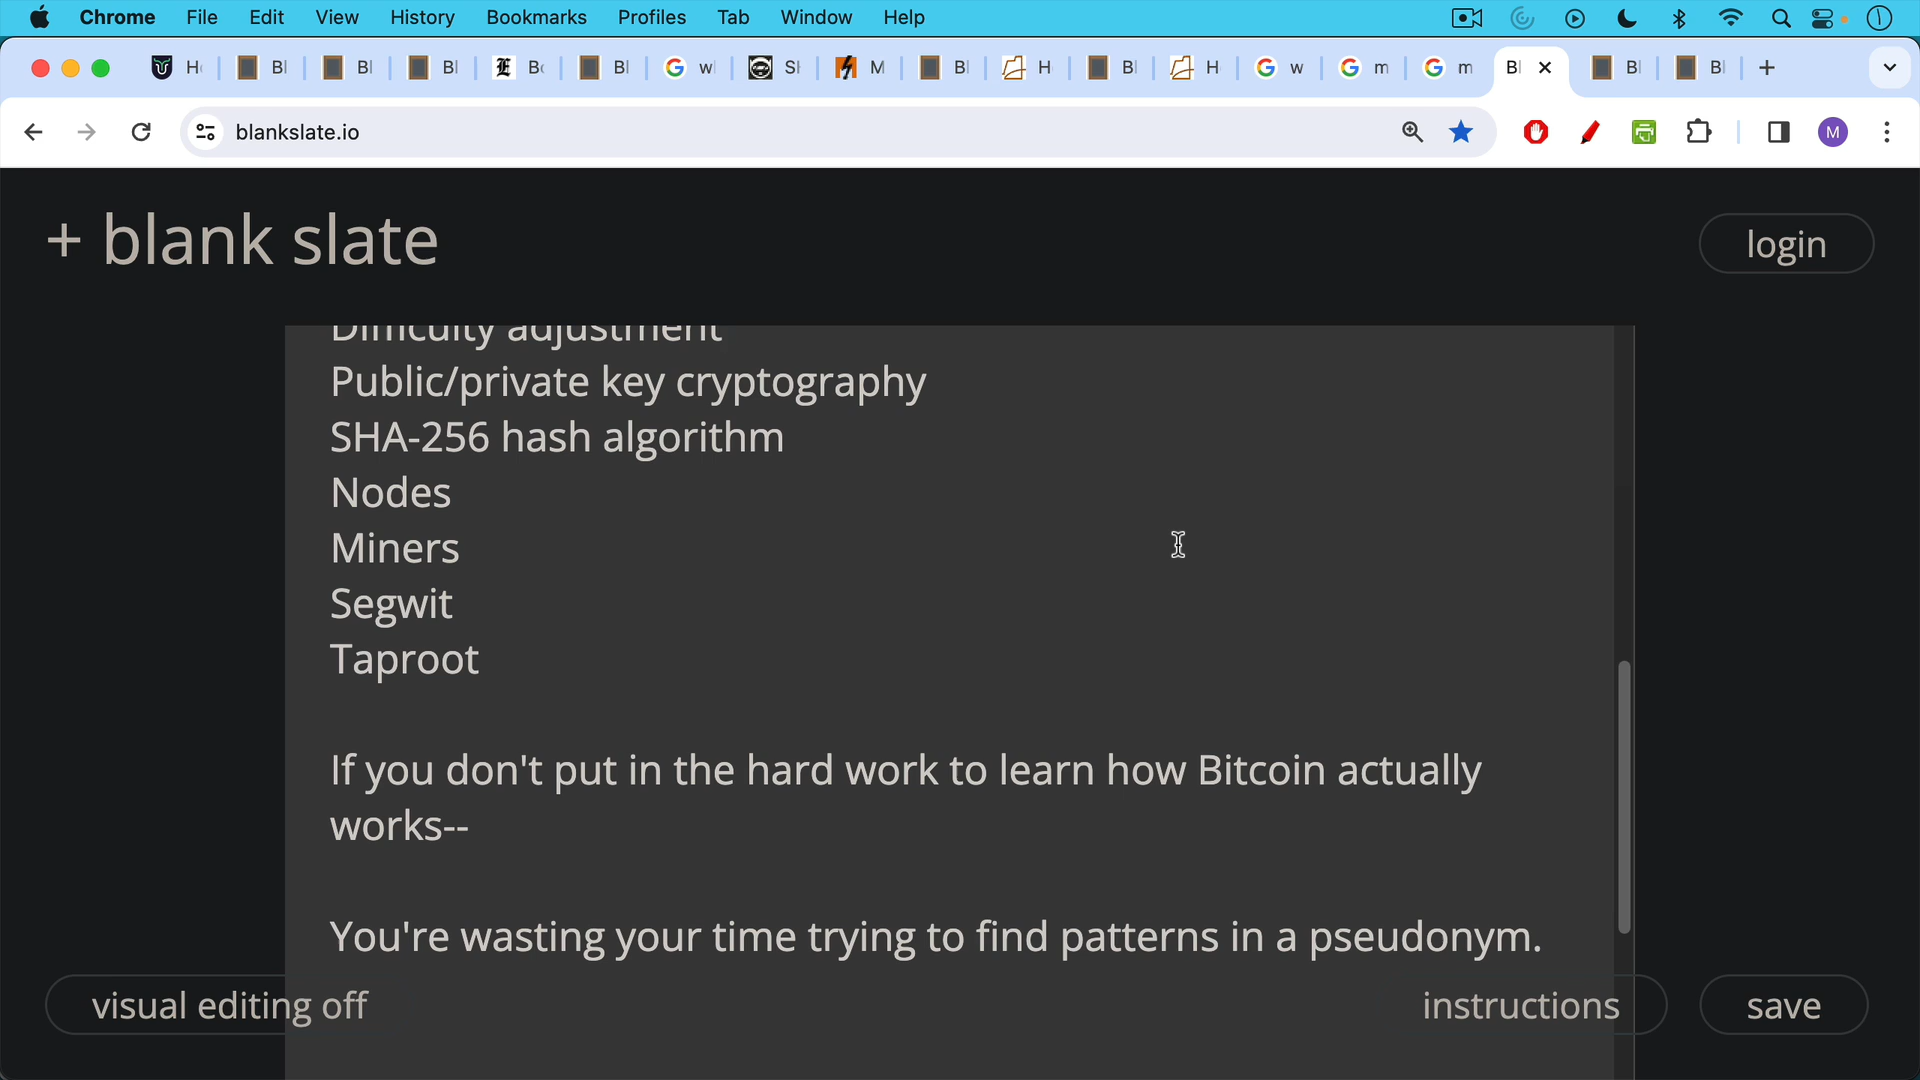 Chrome File Edit View History Bookmarks Profiles Tab Window Help
blankslate.io
M
+ blank slate
login
Difficulty adjustment
Public/private key cryptography
SHA-256 hash algorithm
Nodes
Miners
Segwit
Taproot
If you don't put in the hard work to learn how Bitcoin actually
works--
You're wasting your time trying to find patterns in a pseudonym.
visual editing off
instructions
save